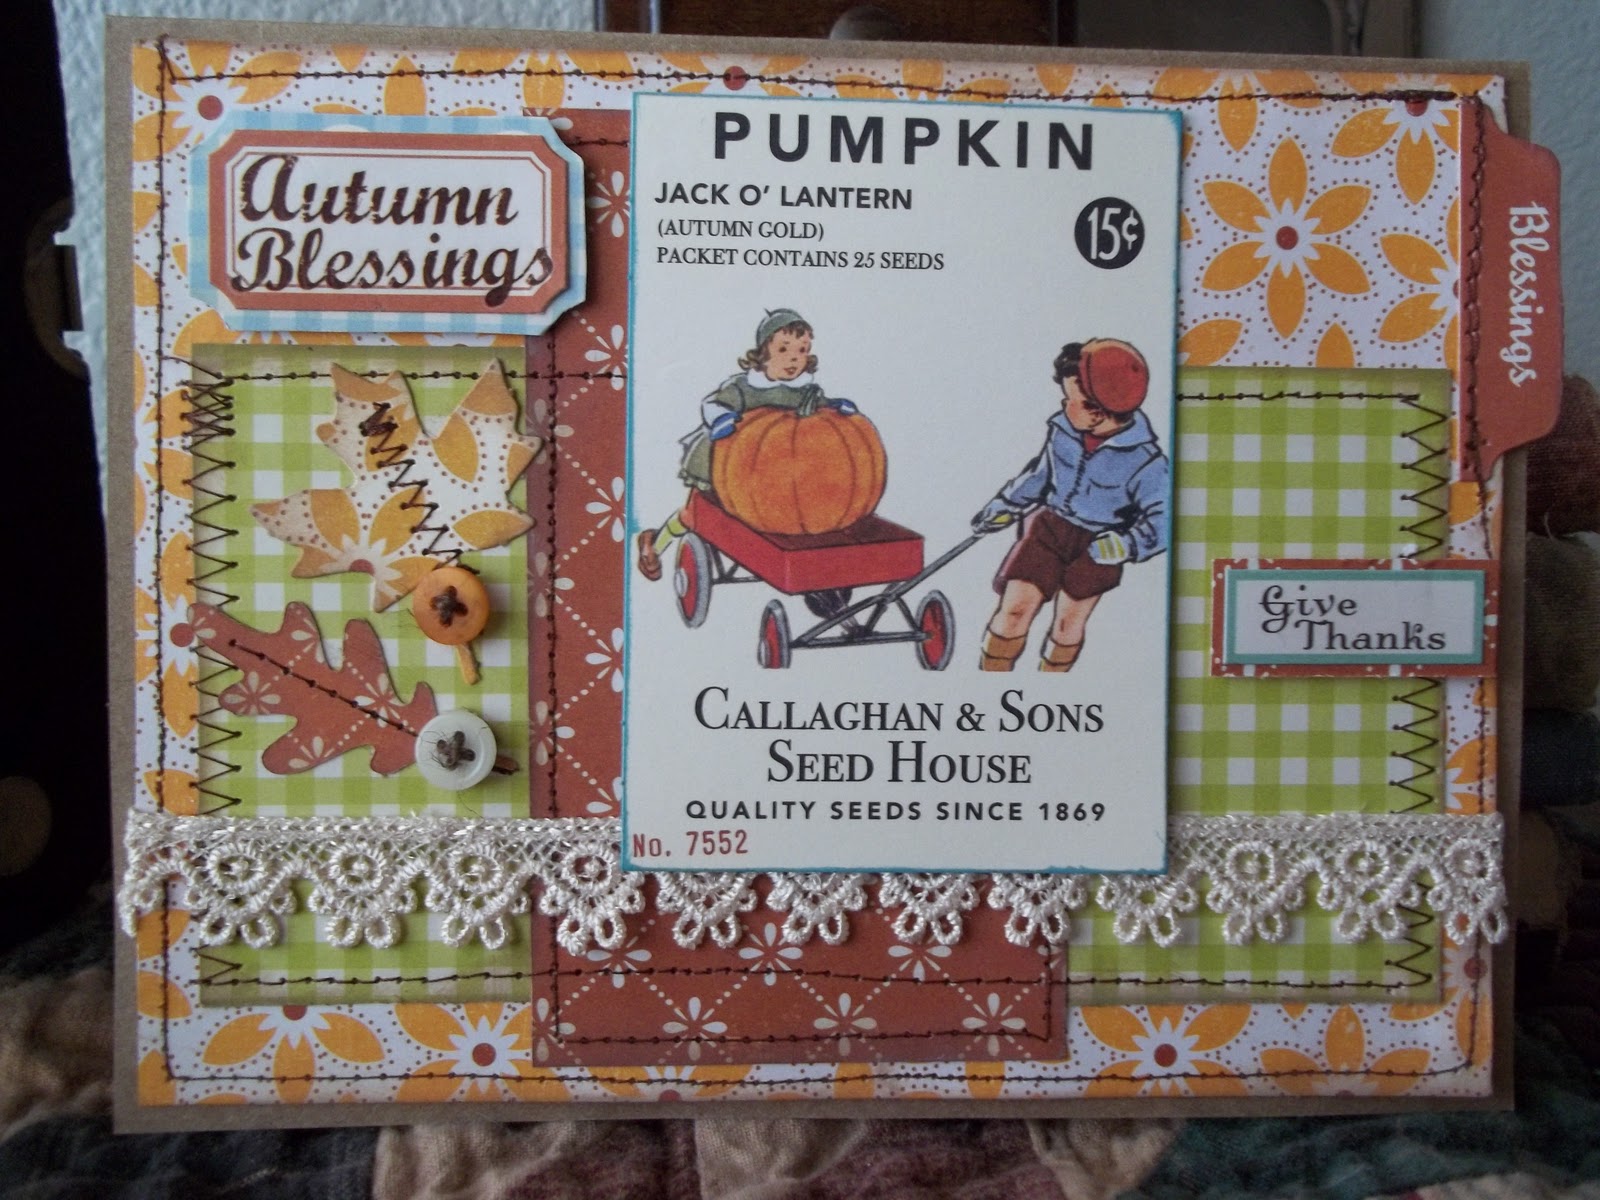 Autumn
Blessings
PUMPKIN
JACK O' LANTERN
(AUTUMN GOLD)
PACKET CONTAINS 25 SEEDS
15¢
CALLAGHAN & SONS
SEED HOUSE
QUALITY SEEDS SINCE 1869
No. 7552
Blessings
Give
Thanks